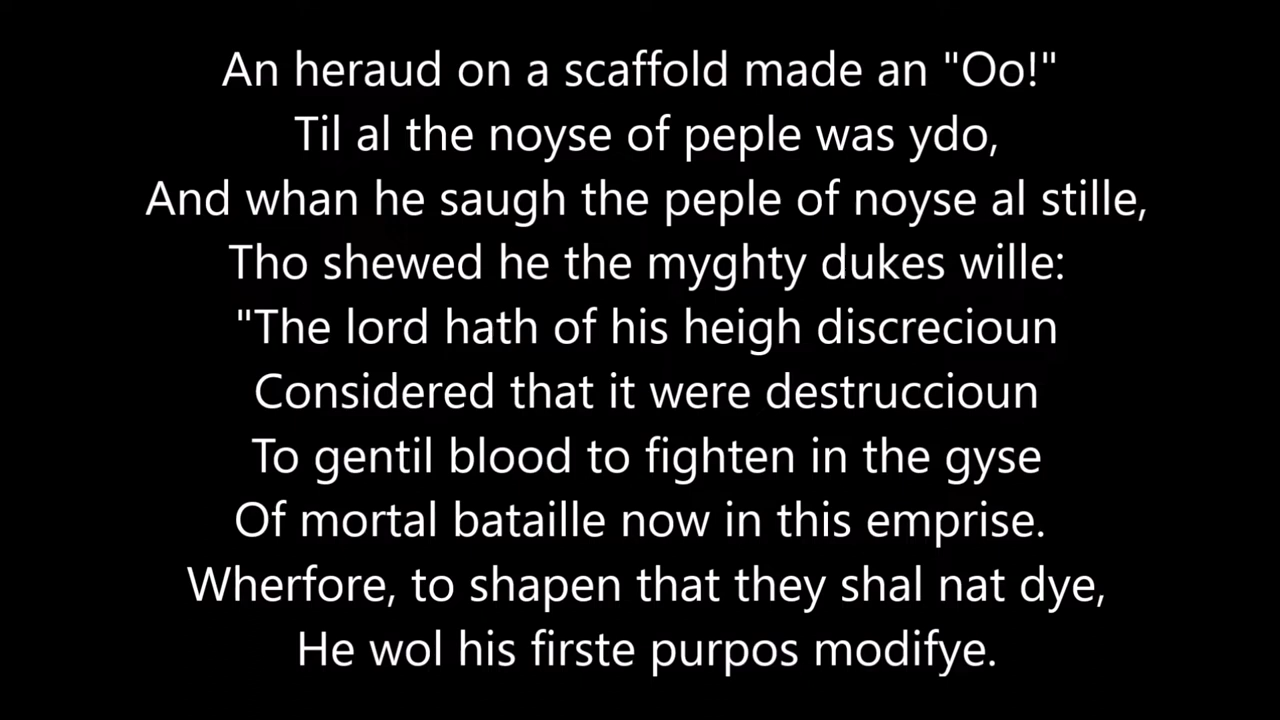 An heraud on a scaffold made an "Oo!"
Til al the noyse of peple was ydo,
And whan he saugh the peple of noyse al stille,
Tho shewed he the myghty dukes wille:
"The lord hath of his heigh discrecioun
Considered that it were destruccioun
To gentil blood to fighten in the gyse
Of mortal bataille now in this emprise.
Wherfore, to shapen that they shal nat dye,
He wol his firste purpos modifye.